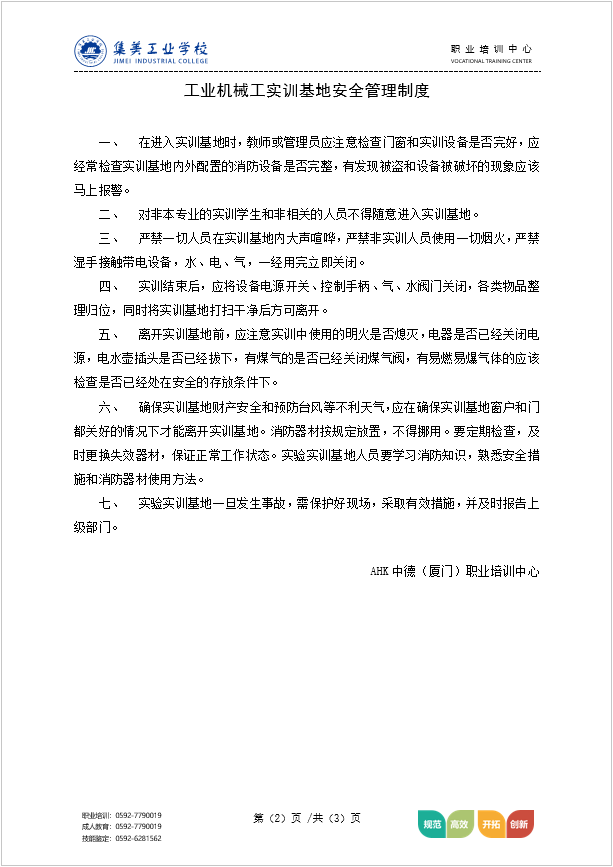 集美工业学校
JIMEI INDUSTRIAL COLLEGE
职业培训中心
VOCATIONAL TRAINING CENTER
工业机械工实训基地安全管理制度
一、 在进入实训基地时，教师或管理员应注意检查门窗和实训设备是否完好，应
经常检查实训基地内外配置的消防设备是否完整，有发现被盗和设备被破坏的现象应该
马上报警。
二、 对非本专业的实训学生和非相关的人员不得随意进入实训基地。
三、 严禁一切人员在实训基地内大声喧哗，严禁非实训人员使用一切烟火，严禁
湿手接触带电设备，水、电、气，一经用完立即关闭。
四、 实训结束后，应将设备电源开关、控制手柄、气、水阀门关闭，各类物品整
理归位，同时将实训基地打扫干净后方可离开。
五、 离开实训基地前，应注意实训中使用的明火是否熄灭，电器是否已经关闭电
源，电水壶插头是否已经拔下，有煤气的是否已经关闭煤气阀，有易燃易爆气体的应该
检查是否已经处在安全的存放条件下。
六、 确保实训基地财产安全和预防台风等不利天气，应在确保实训基地窗户和门
都关好的情况下才能离开实训基地。消防器材按规定放置，不得挪用。要定期检查，及
时更换失效器材，保证正常工作状态。实验实训基地人员要学习消防知识，熟悉安全措
施和消防器材使用方法。
七、 实验实训基地一旦发生事故，需保护好现场，采取有效措施，并及时报告上
级部门。
AHK 中德（厦门）职业培训中心
职业培训：0592-7790019
成人教育：0592-7790019
技能鉴定：0592-6281562
第（2）页 /共（3）页
规范 高效 开拓 创新